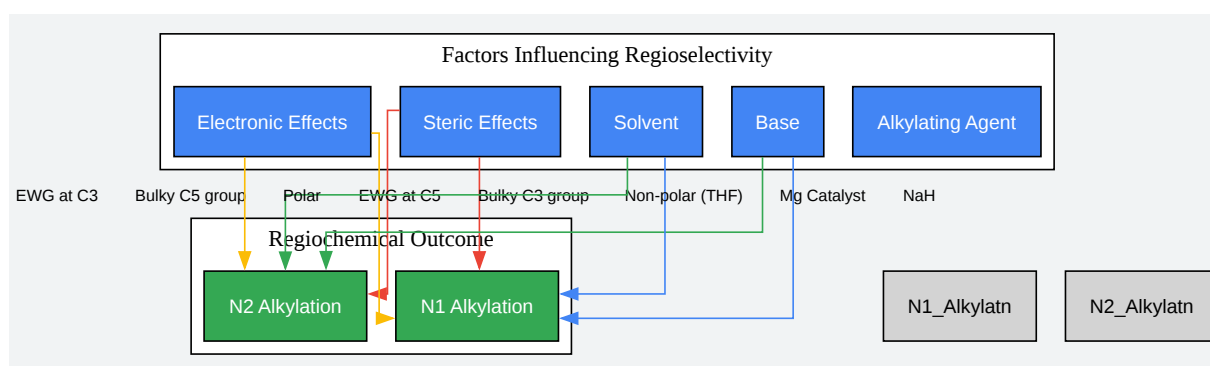 Factors Influencing Regioselectivity
Electronic Effects
Steric Effects
Solvent
Base
Alkylating Agent
EWG at C3
Bulky C5 group
Polar
EWG at C5
Bulky C3 group
Non-polar (THF)
Mg Catalyst
NaH
Regiochemical Outcome
N2 Alkylation
N1 Alkylation
N1_Alkylatn
N2_Alkylatn